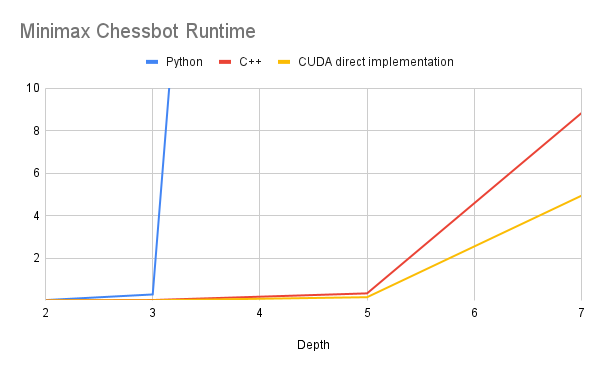 Minimax Chessbot Runtime
Python C++ CUDA direct implementation
10
8
6
4
2
2 3 4 5 6 7
Depth